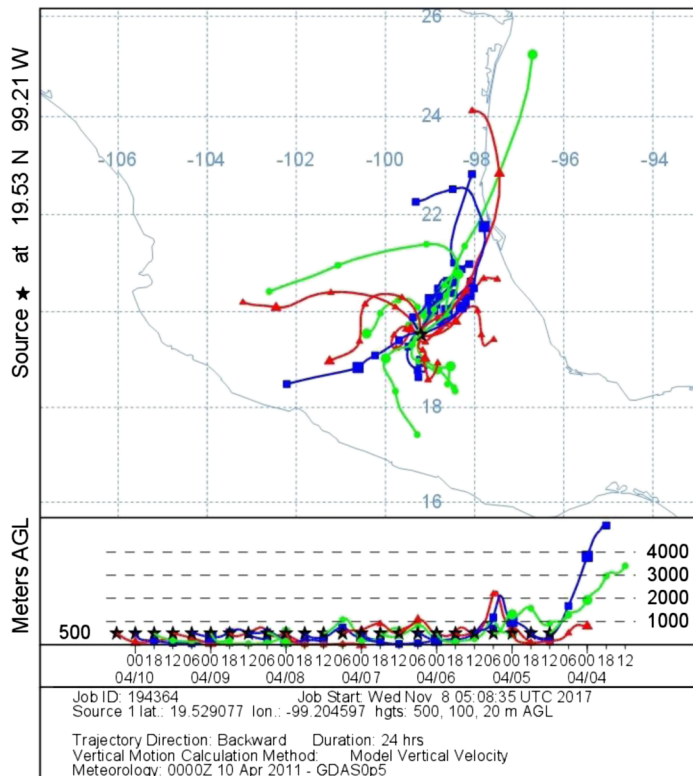 Source ★ at 19.53 N 99.21 W
26
24
-106 -104 -102 -100 -98 -96 -94
22
18
16
Meters AGL
4000
3000
2000
1000
500
00 18 12 06 00 18 12 06 00 18 12 06 00 18 12 06 00 18 12 06 00 18 12 06 00 18 12
04/10 04/09 04/08 04/07 04/06 04/05 04/04
Job ID: 194364 Job Start: Wed Nov 8 05:08:35 UTC 2017
Source 1 lat.: 19.529077 lon.: -99.204597 hgts: 500, 100, 20 m AGL
Trajectory Direction: Backward Duration: 24 hrs
Vertical Motion Calculation Method: Model Vertical Velocity
Meteorology: 0000Z 10 Apr 2011 - GDAS0p5